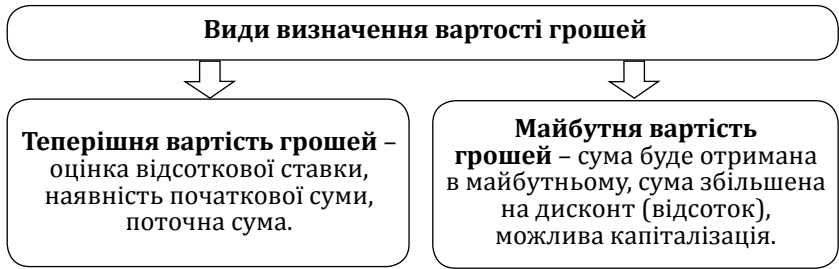 Види визначення вартості грошей
Теперішня вартість грошей –
оцінка відсоткової ставки,
наявність початкової суми,
поточна сума.
Майбутня вартість
грошей – сума буде отримана
в майбутньому, сума збільшена
на дисконт (відсоток),
можлива капіталізація.